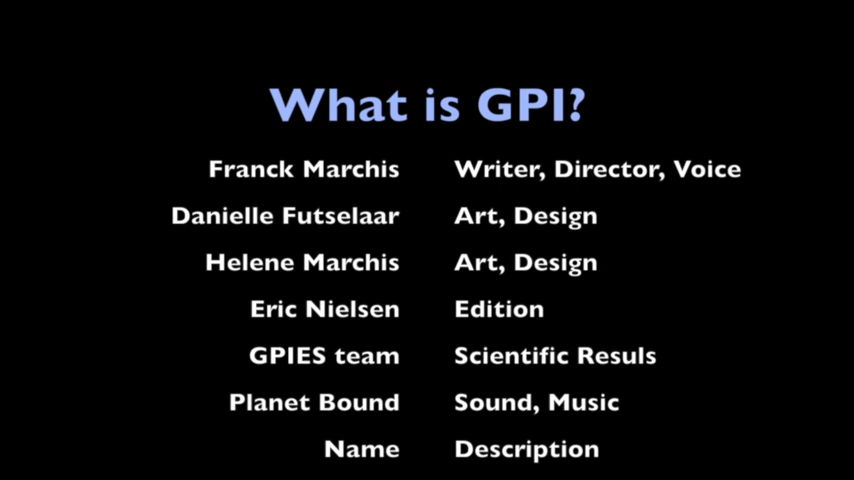 What is GPI?
Franck Marchis Writer, Director, Voice
Danielle Futselaar Art, Design
Helene Marchis Art, Design
Eric Nielsen Edition
GPIES team Scientific Resuls
Planet Bound Sound, Music
Name Description